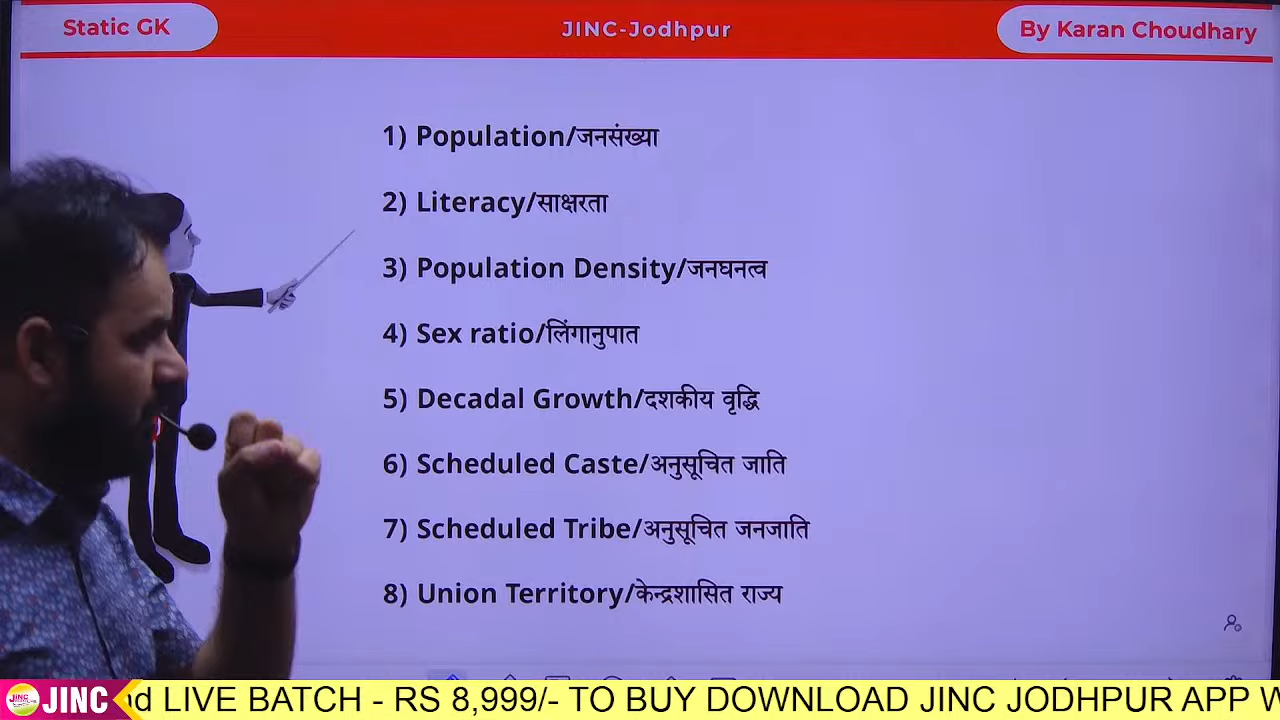 Static GK
JINC-Jodhpur
By Karan Choudhary
1) Population/जनसंख्या
2) Literacy/साक्षरता
3) Population Density/जनघनत्व
4) Sex ratio/लिंगानुपात
5) Decadal Growth/दशकीय वृद्धि
6) Scheduled Caste/अनुसूचित जाति
7) Scheduled Tribe/अनुसूचित जनजाति
8) Union Territory/केन्द्रशासित राज्य
JINC LIVE BATCH - RS 8,999/- TO BUY DOWNLOAD JINC JODHPUR APP